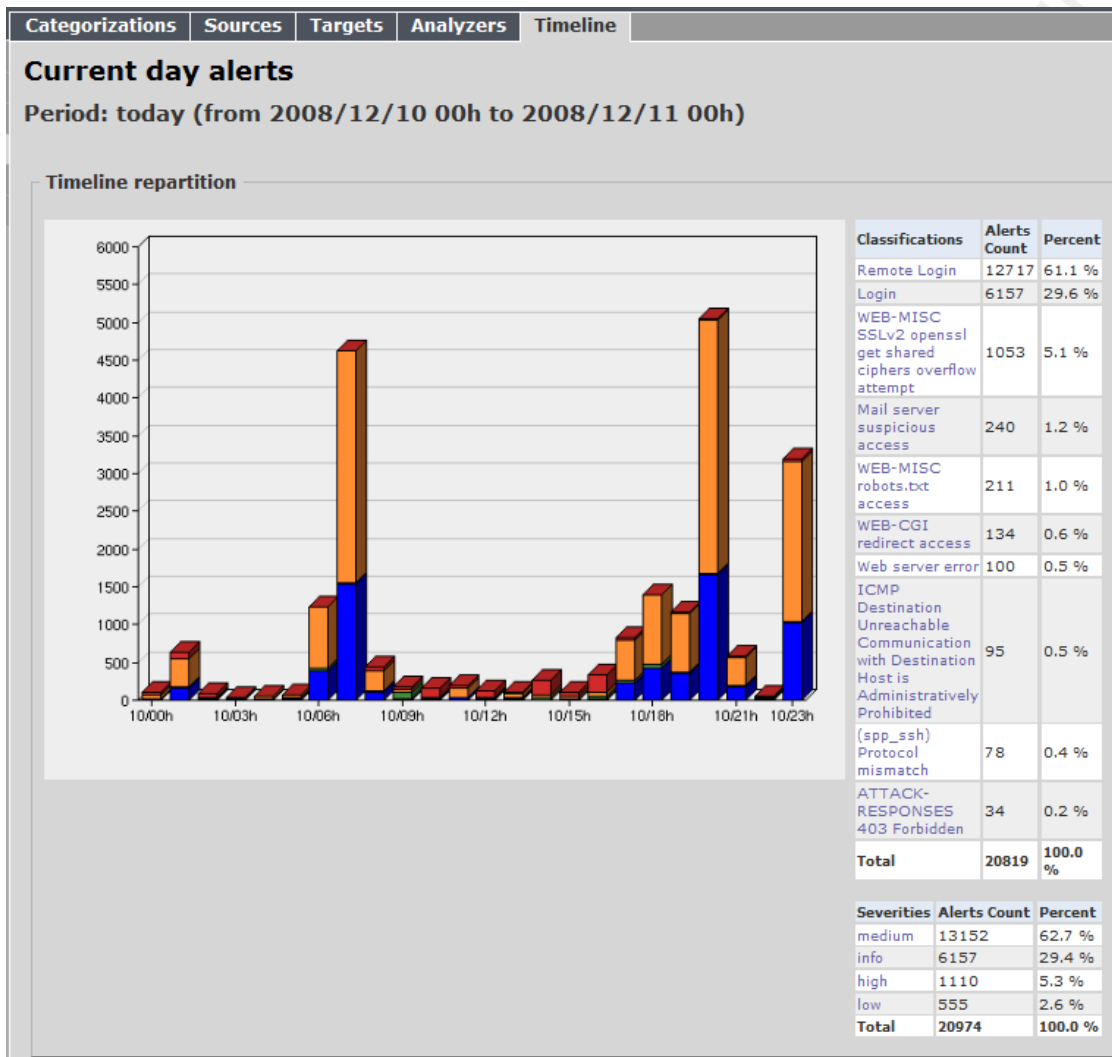 Categorizations Sources Targets Analyzers Timeline
Current day alerts
Period: today (from 2008/12/10 00h to 2008/12/11 00h)
Timeline repartition
6000
5500
5000
4500
4000
3500
3000
2500
2000
1500
1000
500
0
10/00h 10/03h 10/06h 10/09h 10/12h 10/15h 10/18h 10/21h 10/23h
Classifications Alerts Count Percent
Remote Login 12717 61.1 %
Login 6157 29.6 %
WEB-MISC
SSLv2 openssl
get shared
ciphers overflow
attempt
1053 5.1 %
Mail server
suspicious
access
240 1.2 %
WEB-MISC
robots.txt
access
211 1.0 %
WEB-CGI
redirect access
134 0.6 %
Web server error 100 0.5 %
ICMP
Destination
Unreachable
Communication
with Destination
Host is
Administratively
Prohibited
95 0.5 %
(spp_ssh)
Protocol
mismatch
78 0.4 %
ATTACK-
RESPONSES
403 Forbidden
34 0.2 %
Total 20819 100.0 %
Severities Alerts Count Percent
medium 13152 62.7 %
info 6157 29.4 %
high 1110 5.3 %
low 555 2.6 %
Total 20974 100.0 %